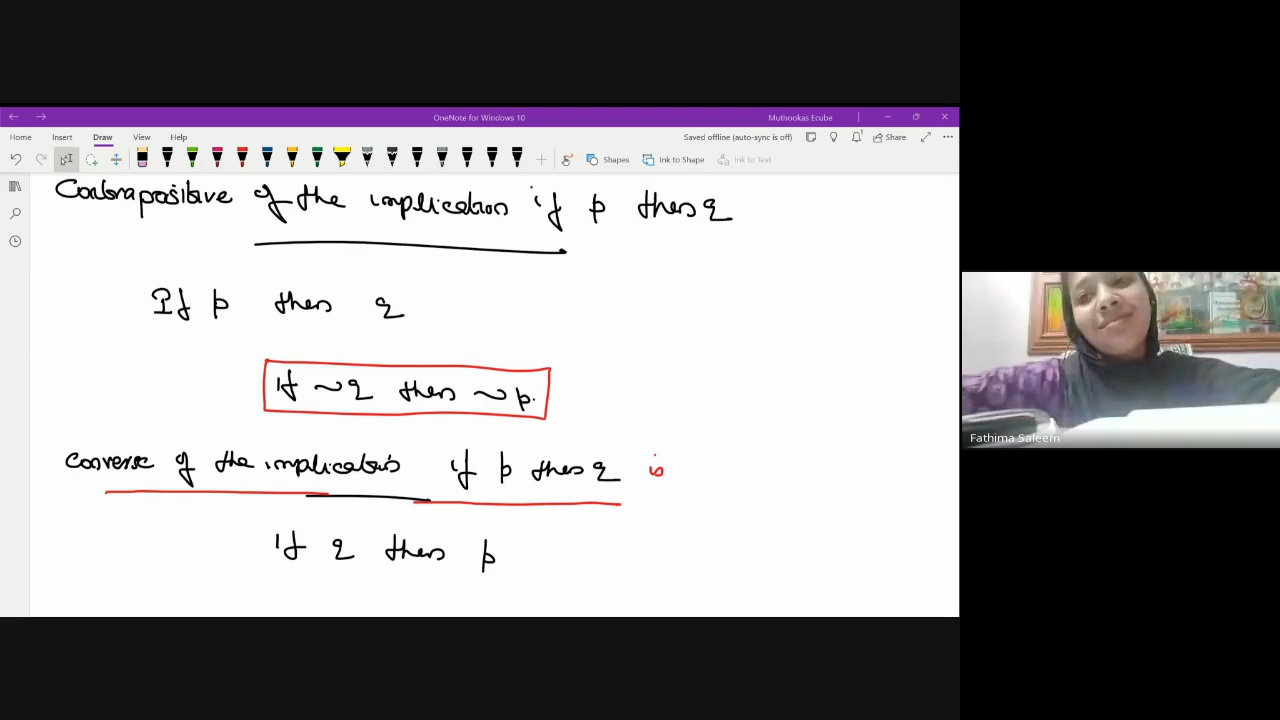 OneNote for Windows 10
Muthookas Ecube
Home Insert Draw View Help
Saved offline (auto-sync is off)
Share
Shapes
Ink to Shape
Ink to Text
Contrapositive of the implication if p then q
If p then q
if ~q then ~p.
Converse of the implication if p then q is
If q then p
Fathima Saleem